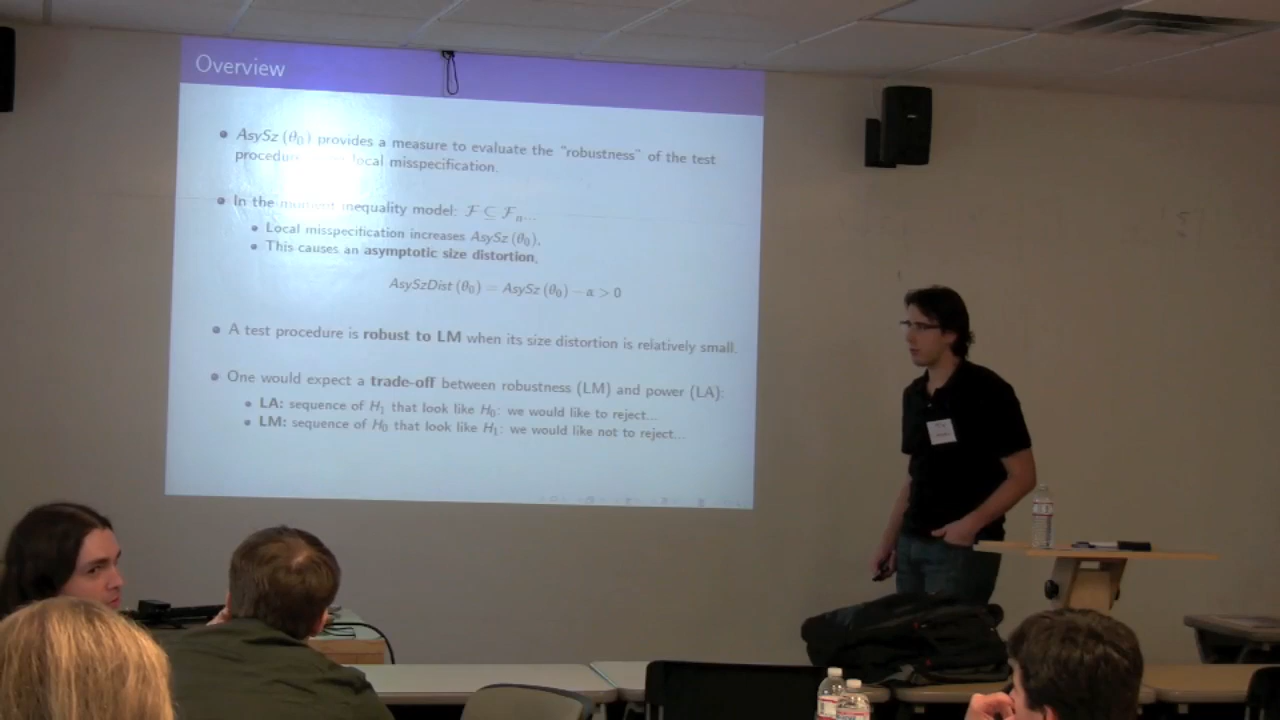 Overview
AsySz (θ₀) provides a measure to evaluate the "robustness" of the test
local misspecification.
In the moment inequality model: ℱ ⊆ ℱₙ...
Local misspecification increases AsySz (θ₀).
This causes an asymptotic size distortion.
AsySzDist (θ₀) = AsySz (θ₀) − α > 0
A test procedure is robust to LM when its size distortion is relatively small.
One would expect a trade-off between robustness (LM) and power (LA):
LA: sequence of H₁ that look like H₀: we would like to reject...
LM: sequence of H₀ that look like H₁: we would like not to reject...